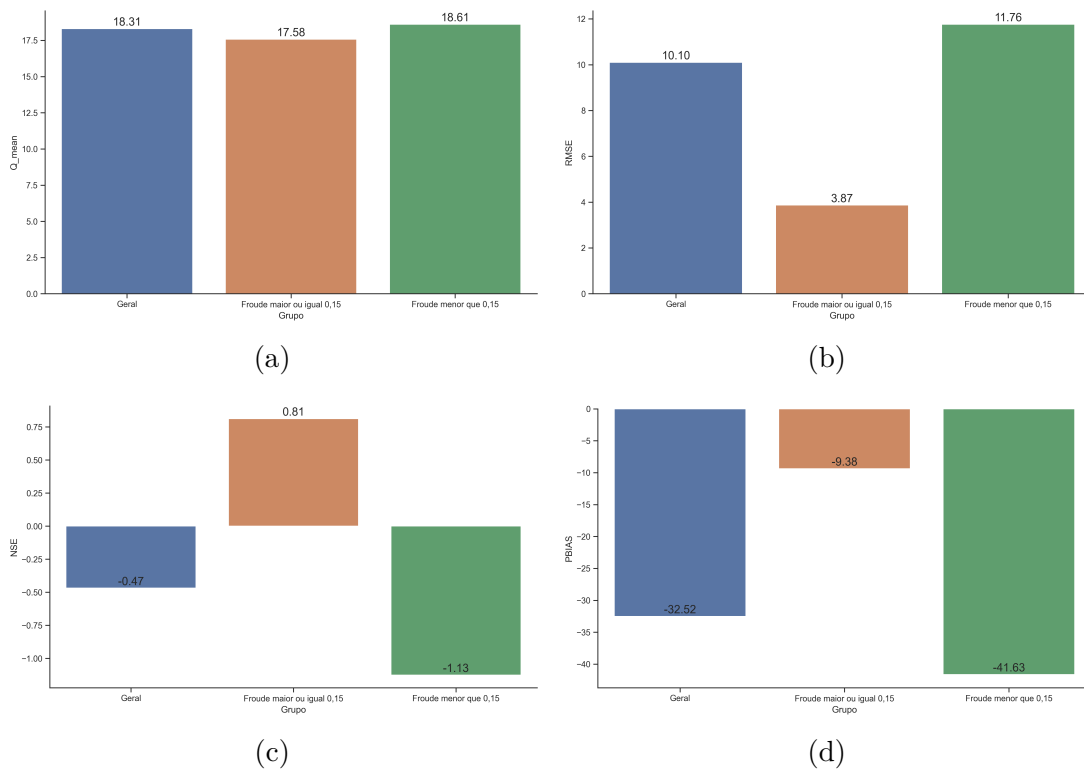 18.31
17.58
18.61
17.5
15.0
12.5
10.0
7.5
5.0
2.5
0.0
Q_mean
Geral
Froude maior ou igual 0,15
Froude menor que 0,15
Grupo
(a)
10.10
3.87
11.76
12
10
8
6
4
2
0
RMSE
Geral
Froude maior ou igual 0,15
Froude menor que 0,15
Grupo
(b)
-0.47
0.81
-1.13
0.75
0.50
0.25
0.00
−0.25
−0.50
−0.75
−1.00
NSE
Geral
Froude maior ou igual 0,15
Froude menor que 0,15
Grupo
(c)
-32.52
-9.38
-41.63
0
−5
−10
−15
−20
−25
−30
−35
−40
PBIAS
Geral
Froude maior ou igual 0,15
Froude menor que 0,15
Grupo
(d)